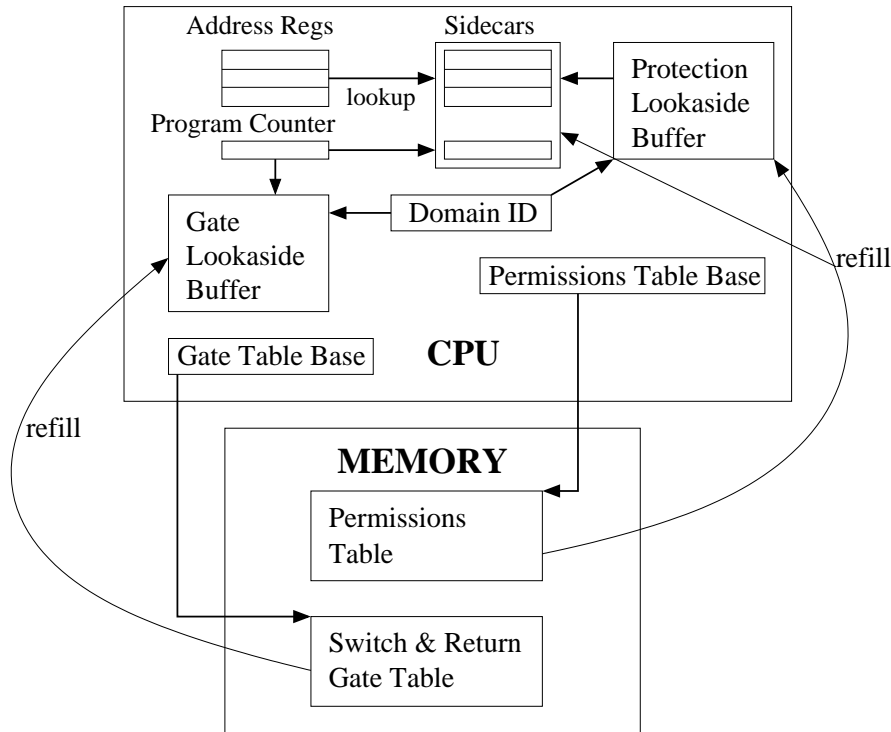 Address Regs
Sidecars
lookup
Protection
Lookaside
Buffer
Program Counter
Gate
Lookaside
Buffer
Domain ID
refill
Permissions Table Base
Gate Table Base
CPU
refill
MEMORY
Permissions
Table
Switch & Return
Gate Table